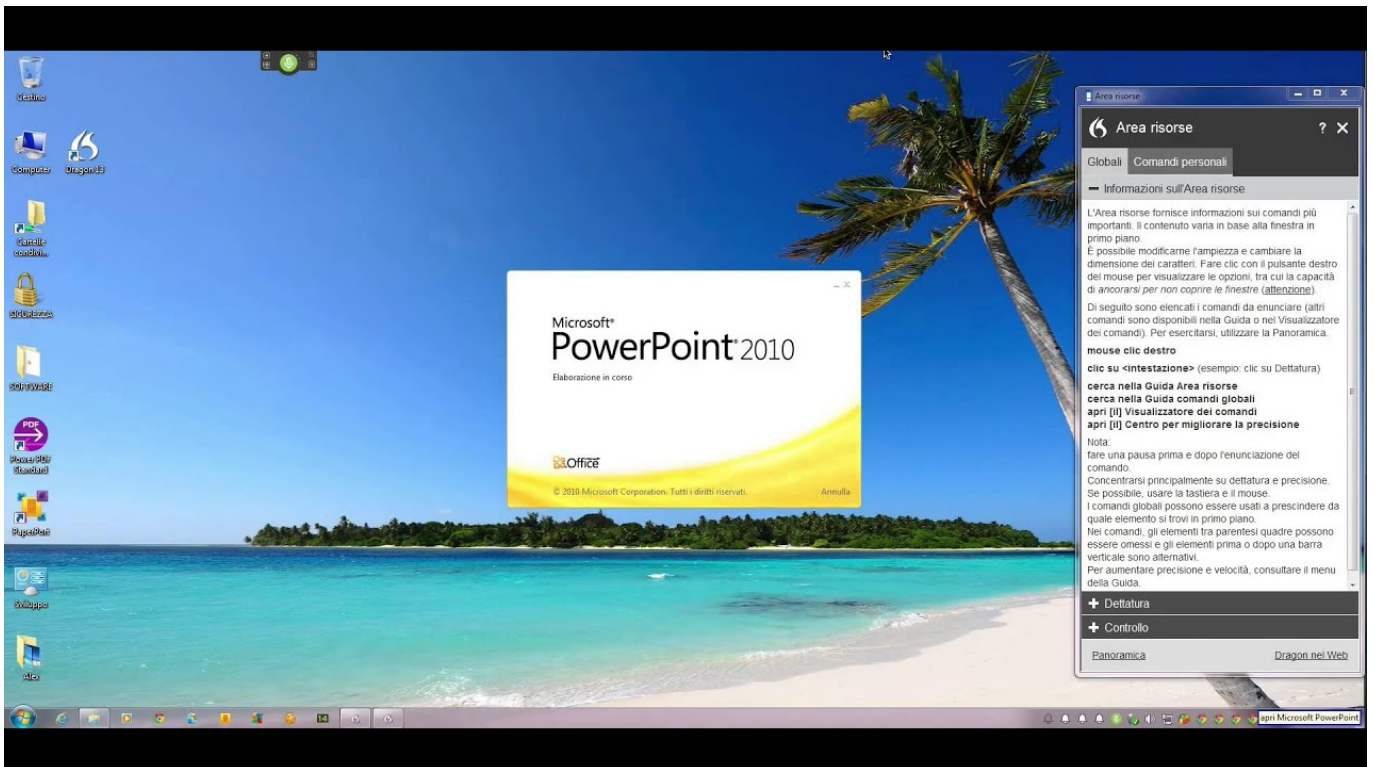 Cestino
Computer
Dragon 13
Cartelle
condivi...
SICUREZZA
SOFTWARE
PDF
Power PDF
Standard
PaperPort
Sviluppo
Alex
Microsoft®
PowerPoint® 2010
Elaborazione in corso
Office
© 2010 Microsoft Corporation. Tutti i diritti riservati.
Annulla
Area risorse
Area risorse ?
Globali Comandi personali
Informazioni sull'Area risorse
L'Area risorse fornisce informazioni sui comandi più
importanti. Il contenuto varia in base alla finestra in
primo piano.
È possibile modificarne l'ampiezza e cambiare la
dimensione dei caratteri. Fare clic con il pulsante destro
del mouse per visualizzare le opzioni, tra cui la capacità
di ancorarsi per non coprire le finestre (attenzione).
Di seguito sono elencati i comandi da enunciare (altri
comandi sono disponibili nella Guida o nel Visualizzatore
dei comandi). Per esercitarsi, utilizzare la Panoramica.
mouse clic destro
clic su <intestazione> (esempio: clic su Dettatura)
cerca nella Guida Area risorse
cerca nella Guida comandi globali
apri [il] Visualizzatore dei comandi
apri [il] Centro per migliorare la precisione
Nota:
fare una pausa prima e dopo l'enunciazione del
comando.
Concentrarsi principalmente su dettatura e precisione.
Se possibile, usare la tastiera e il mouse.
I comandi globali possono essere usati a prescindere da
quale elemento si trovi in primo piano.
Nei comandi, gli elementi tra parentesi quadre possono
essere omessi e gli elementi prima o dopo una barra
verticale sono alternativi.
Per aumentare precisione e velocità, consultare il menu
della Guida.
Dettatura
Controllo
Panoramica Dragon nel Web
apri Microsoft PowerPoint